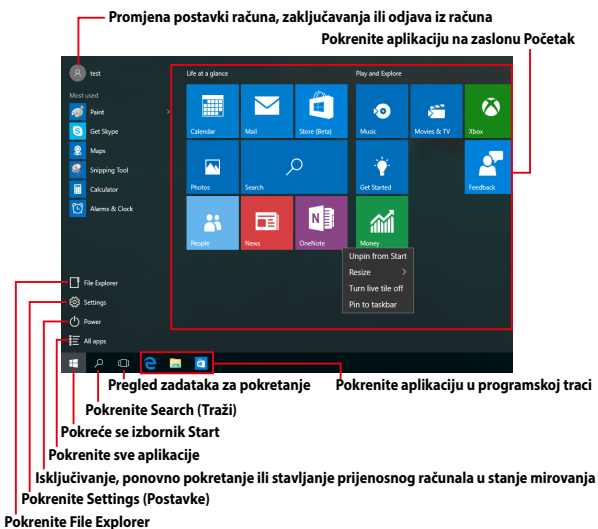 Promjena postavki računa, zaključavanja ili odjava iz računa
Pokrenite aplikaciju na zaslonu Početak
test
Life at a glance
Play and Explore
Most used
Paint
Get Skype
Maps
Snipping Tool
Calculator
Alarms & Clock
Calendar
Mail
Store (Beta)
Music
Movies & TV
Xbox
Photos
Search
Get Started
Feedback
People
News
OneNote
Money
Unpin from Start
Resize
Turn live tile off
Pin to taskbar
File Explorer
Settings
Power
All apps
Pregled zadataka za pokretanje
Pokrenite aplikaciju u programskoj traci
Pokrenite Search (Traži)
Pokreće se izbornik Start
Pokrenite sve aplikacije
Isključivanje, ponovno pokretanje ili stavljanje prijenosnog računala u stanje mirovanja
Pokrenite Settings (Postavke)
Pokrenite File Explorer